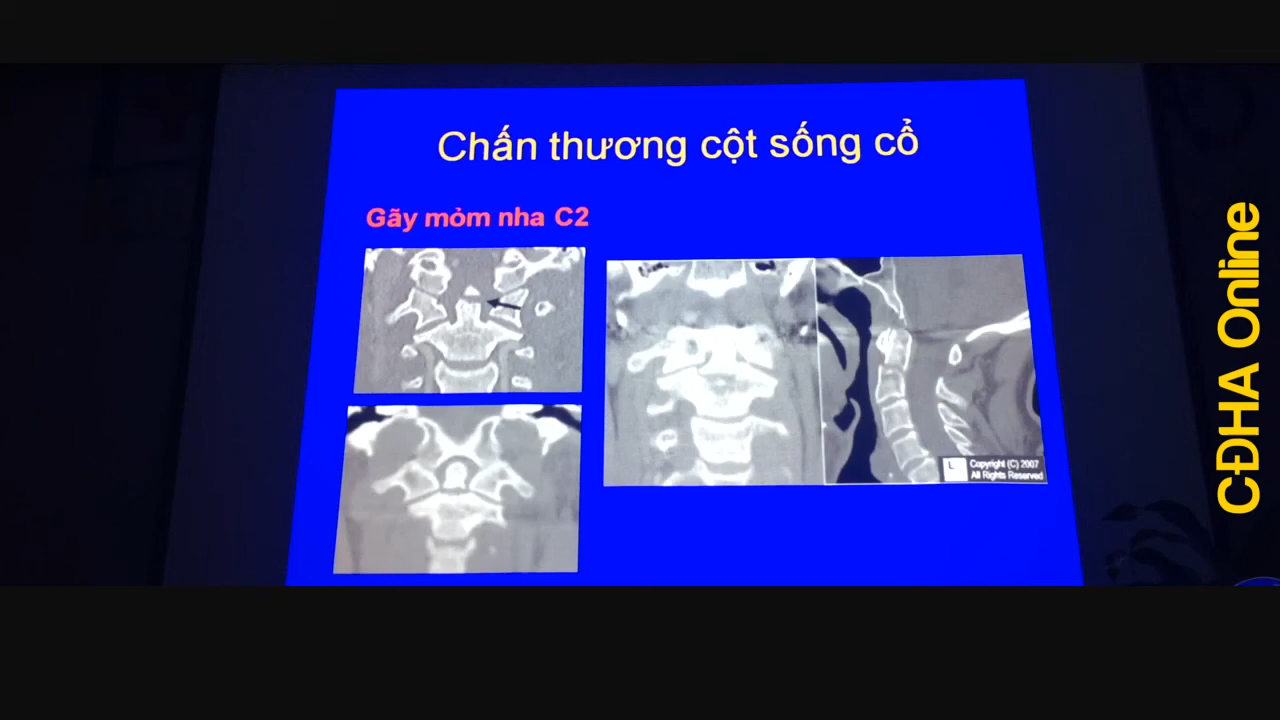 Chấn thương cột sống cổ
Gãy mỏm nha C2
L
Copyright (C) 2007
All Rights Reserved
CĐHA Online